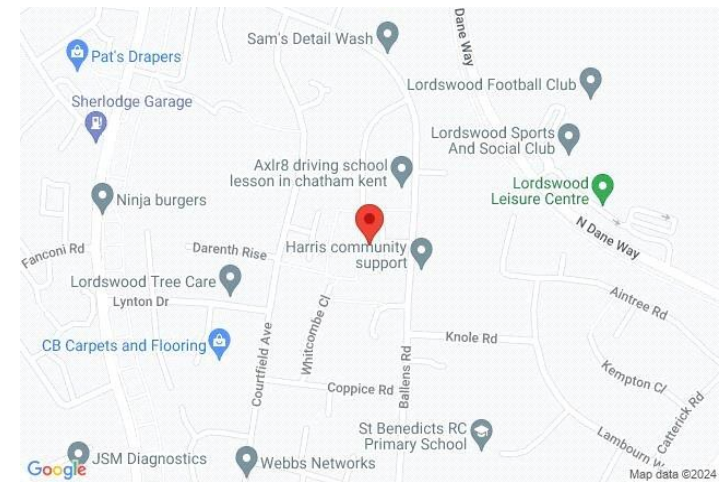 Sam's Detail Wash
Dane Way
Pat's Drapers
Lordswood Football Club
Sherlodge Garage
Lordswood Sports
And Social Club
Axlr8 driving school
lesson in chatham kent
Lordswood
Leisure Centre
Ninja burgers
N Dane Way
Fanconi Rd
Darenth Rise
Harris community
support
Lordswood Tree Care
Lynton Dr
Aintree Rd
CB Carpets and Flooring
Courtfield Ave
Whitcombe Cl
Knole Rd
Ballens Rd
Kempton Cl
Coppice Rd
Catterick Rd
St Benedicts RC
Primary School
Lambourn W
JSM Diagnostics
Webbs Networks
Google
Map data ©2024